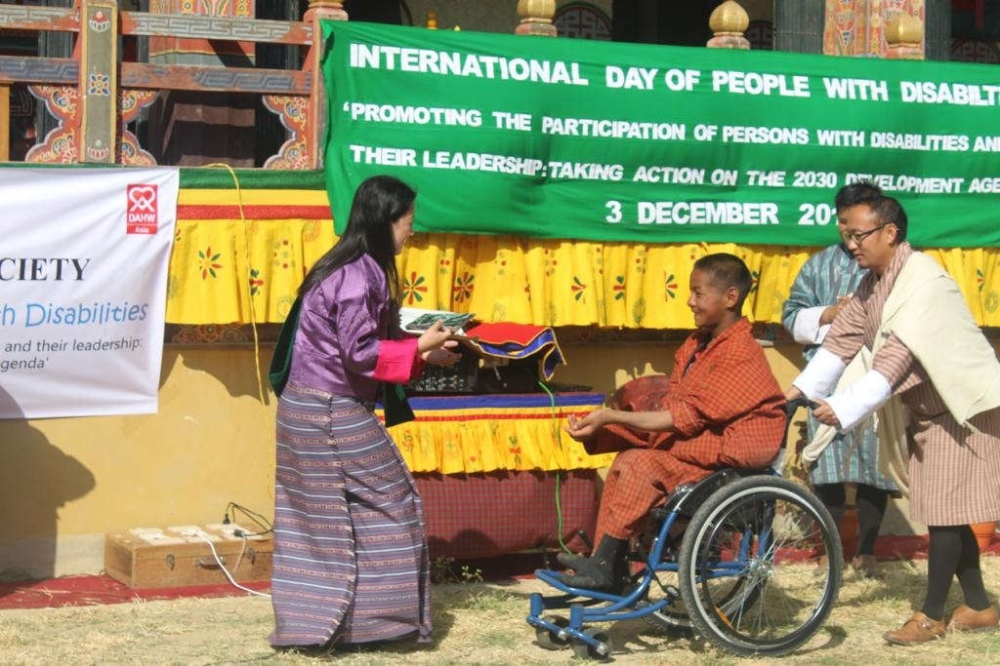 INTERNATIONAL DAY OF PEOPLE WITH DISABILTI
'PROMOTING THE PARTICIPATION OF PERSONS WITH DISABILITIES AN
THEIR LEADERSHIP:TAKING ACTION ON THE 2030 DEVELOPMENT AGE
3 DECEMBER 201
DAHW
Asia
CIETY
h Disabilities
and their leadership:
genda'